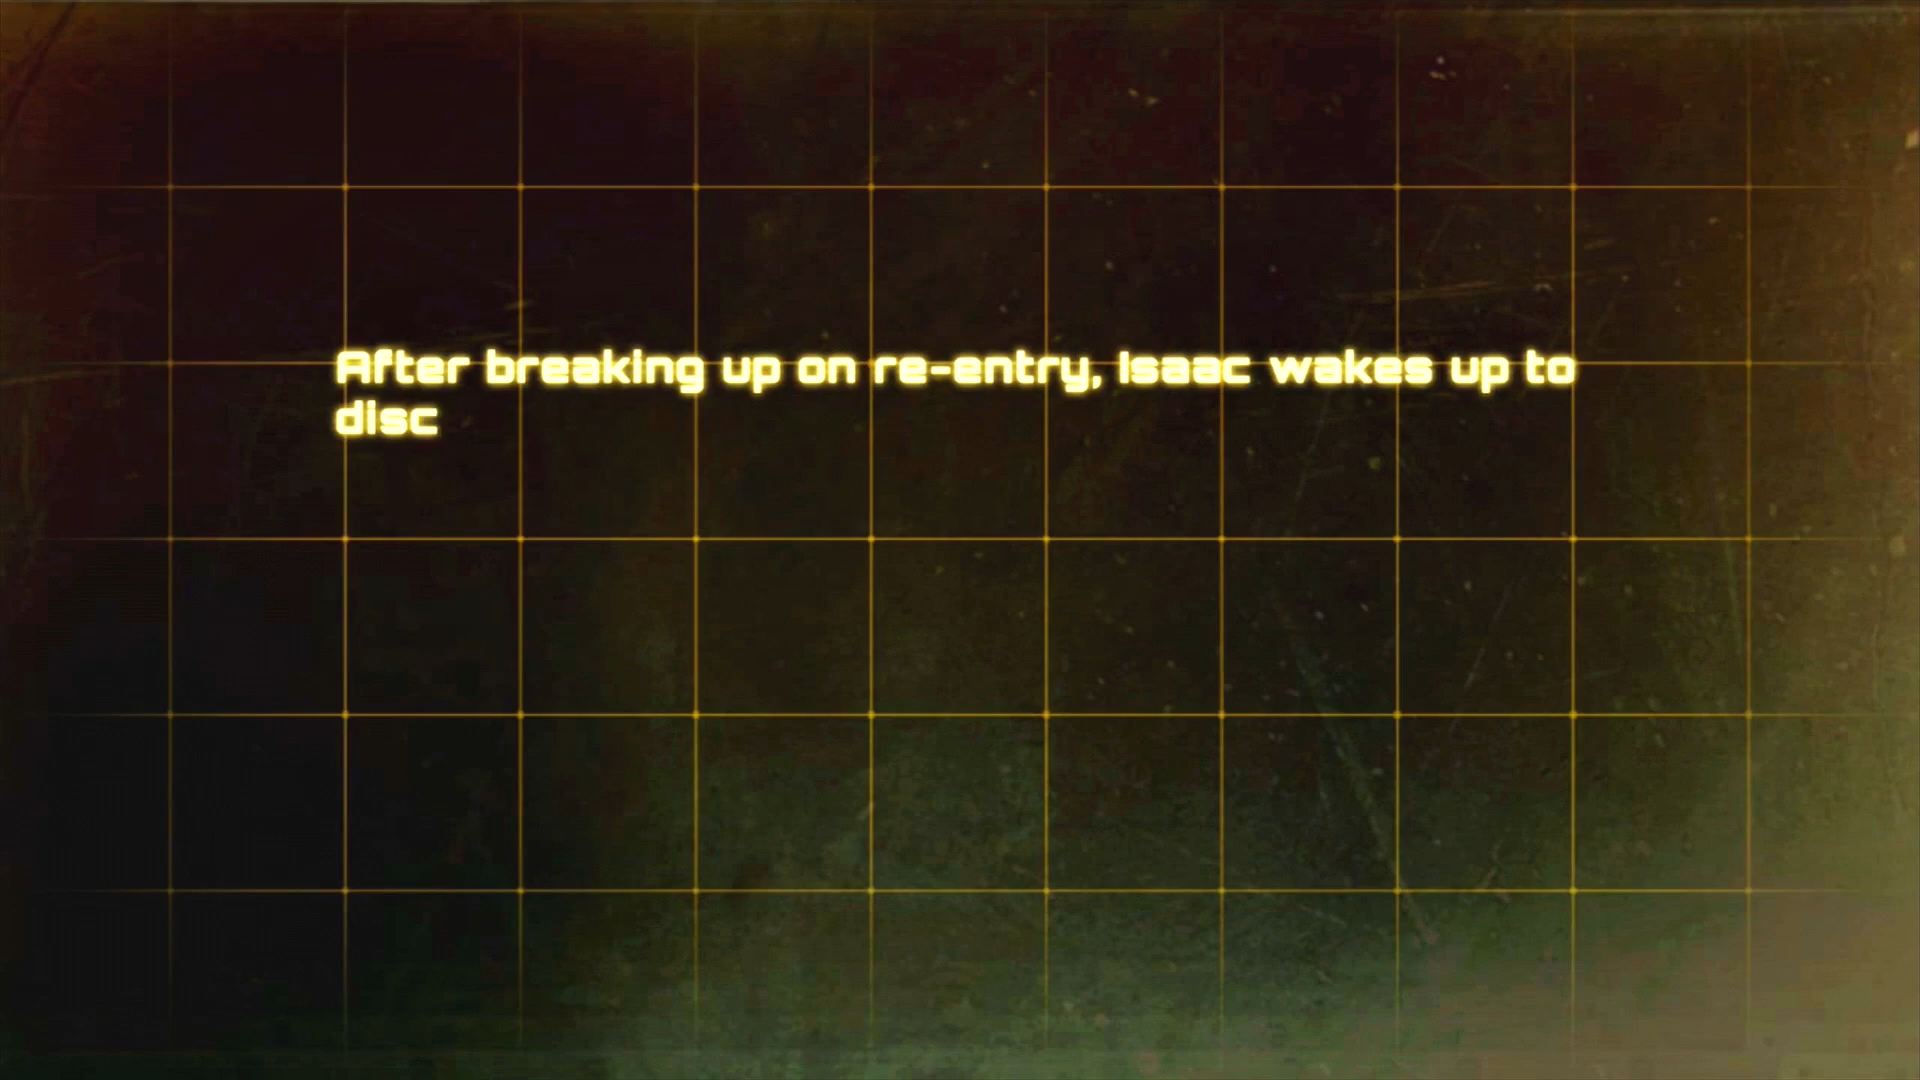 After breaking up on re-entry, Isaac wakes up to
disc